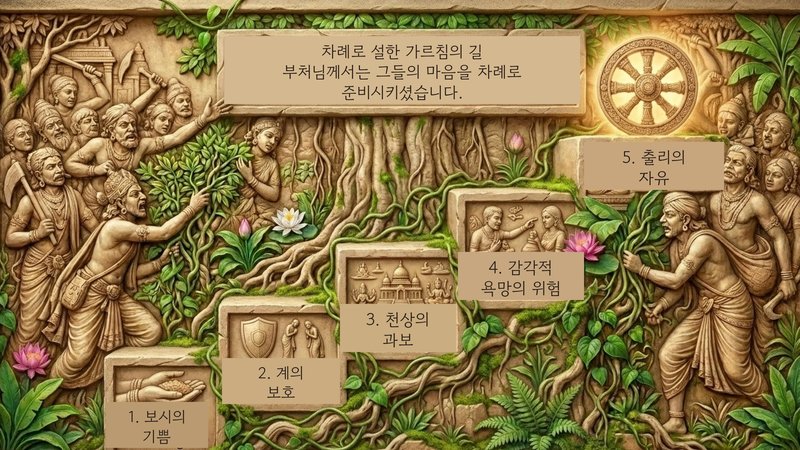 차례로 설한 가르침의 길
부처님께서는 그들의 마음을 차례로
준비시키셨습니다.
1. 보시의
기쁨
2. 계의
보호
3. 천상의
과보
4. 감각적
욕망의 위험
5. 출리의
자유